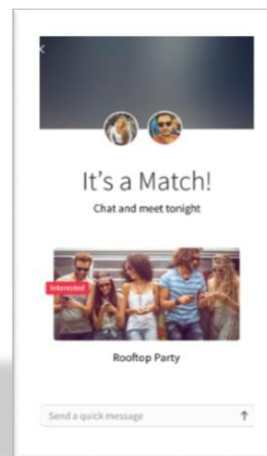 It's a Match!
Chat and meet tonight
Interested
Rooftop Party
Send a quick message